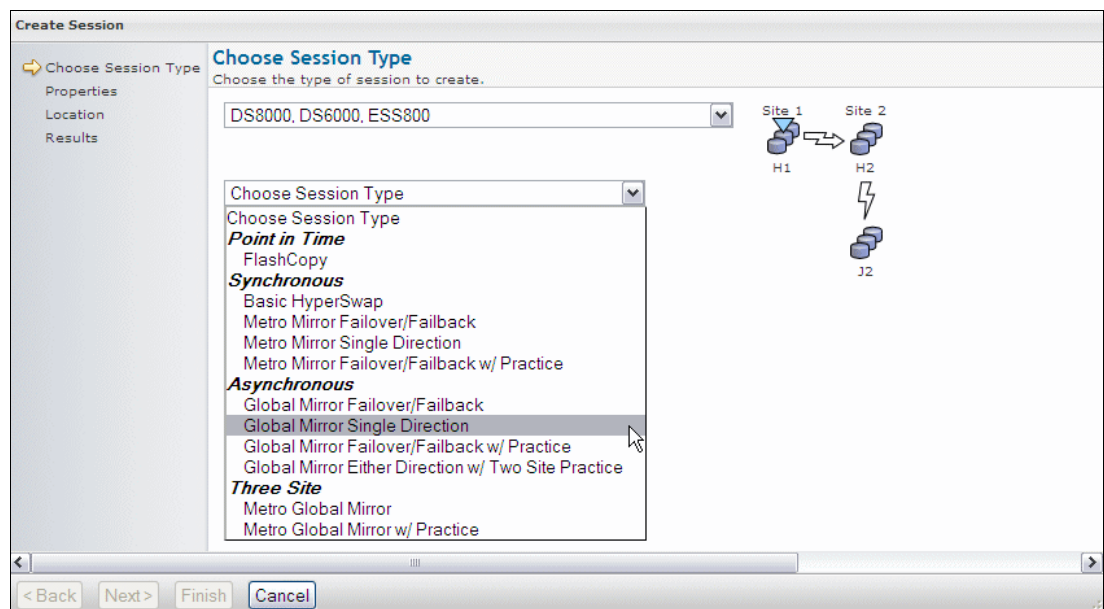 Create Session
Choose Session Type
Properties
Location
Results
Choose Session Type
Choose the type of session to create.
DS8000, DS6000, ESS800
Choose Session Type
Choose Session Type
Point in Time
FlashCopy
Synchronous
Basic HyperSwap
Metro Mirror Failover/Failback
Metro Mirror Single Direction
Metro Mirror Failover/Failback w/ Practice
Asynchronous
Global Mirror Failover/Failback
Global Mirror Single Direction
Global Mirror Failover/Failback w/ Practice
Global Mirror Either Direction w/ Two Site Practice
Three Site
Metro Global Mirror
Metro Global Mirror w/ Practice
Site 1 Site 2
H1 H2
J2
< Back Next > Finish Cancel